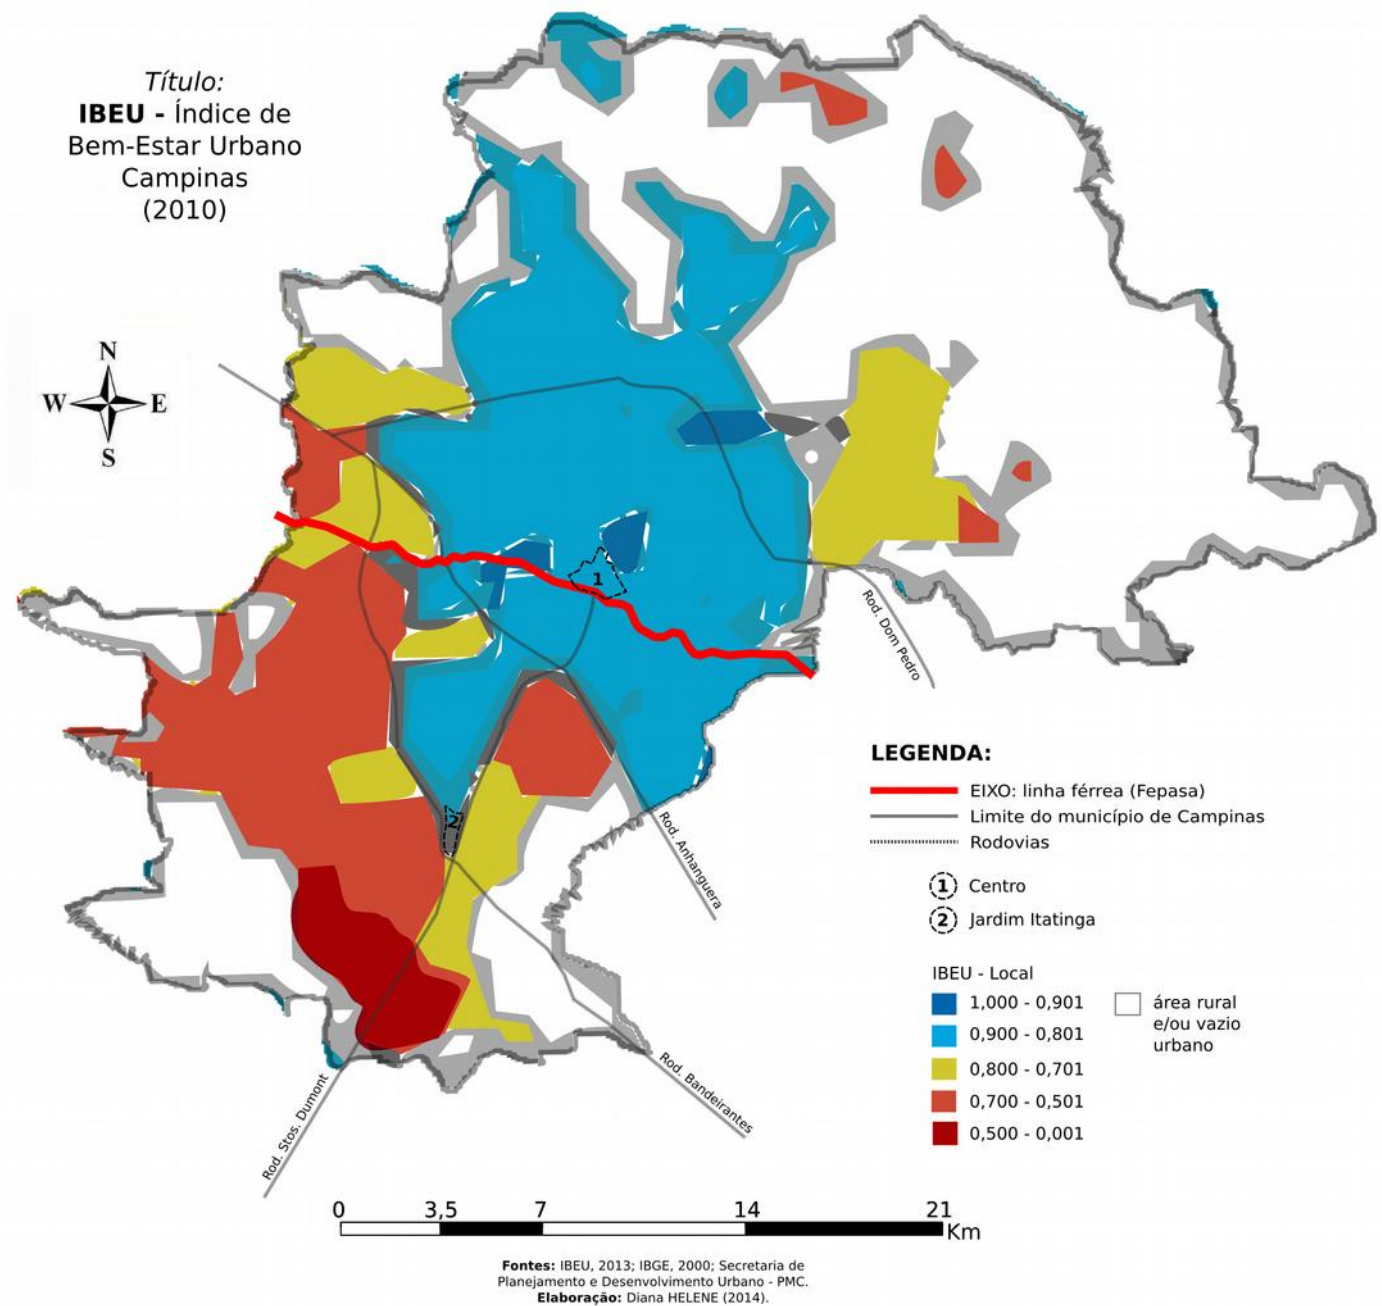 Título:
IBEU - Índice de
Bem-Estar Urbano
Campinas
(2010)
N
W E
S
1
2
Rod. Dom Pedro
Rod. Anhanguera
Rod. Bandeirantes
Rod. Stos. Dumont
LEGENDA:
EIXO: linha férrea (Fepasa)
Limite do município de Campinas
Rodovias
1 Centro
2 Jardim Itatinga
IBEU - Local
1,000 - 0,901
0,900 - 0,801
0,800 - 0,701
0,700 - 0,501
0,500 - 0,001
área rural
e/ou vazio
urbano
0 3,5 7 14 21
Km
Fontes: IBEU, 2013; IBGE, 2000; Secretaria de
Planejamento e Desenvolvimento Urbano - PMC.
Elaboração: Diana HELENE (2014).